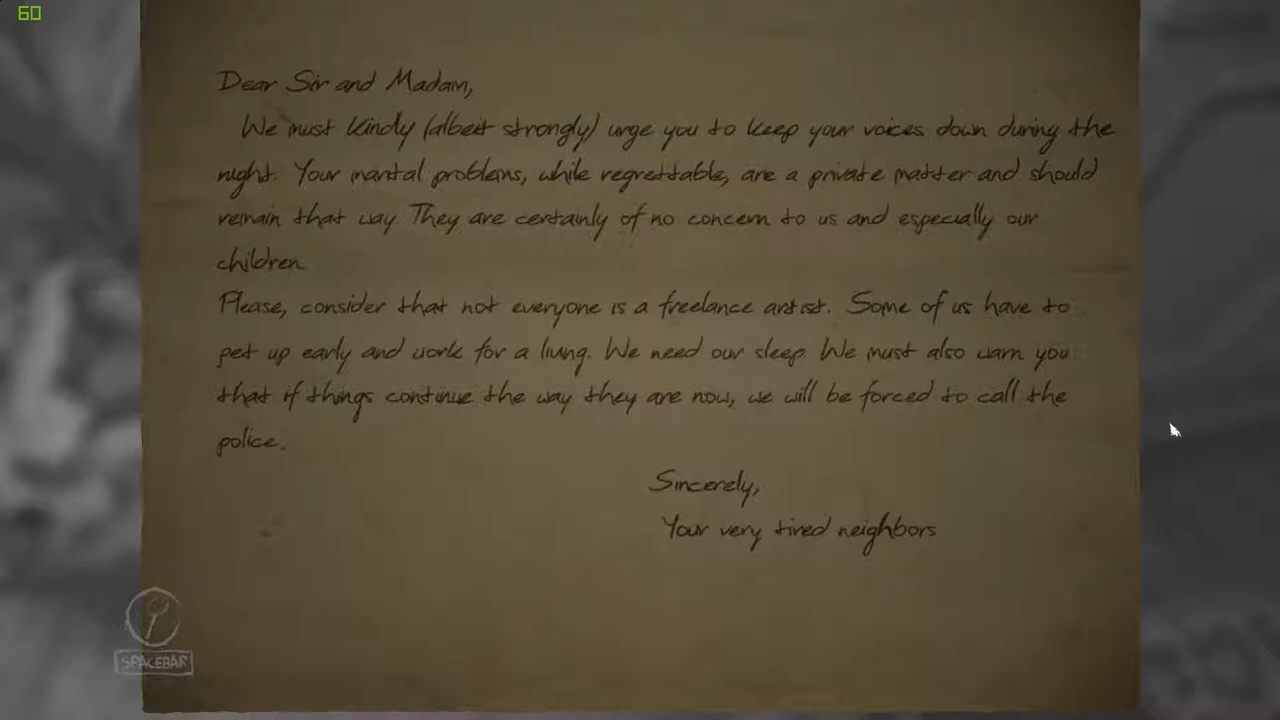 60
Dear Sir and Madam,
We must kindly (albeit strongly) urge you to keep your voices down during the
night. Your marital problems, while regrettable, are a private matter and should
remain that way. They are certainly of no concern to us and especially our
children.
Please, consider that not everyone is a freelance artist. Some of us have to
get up early and work for a living. We need our sleep. We must also warn you
that if things continue the way they are now, we will be forced to call the
police.
Sincerely,
Your very tired neighbors
SPACEBAR